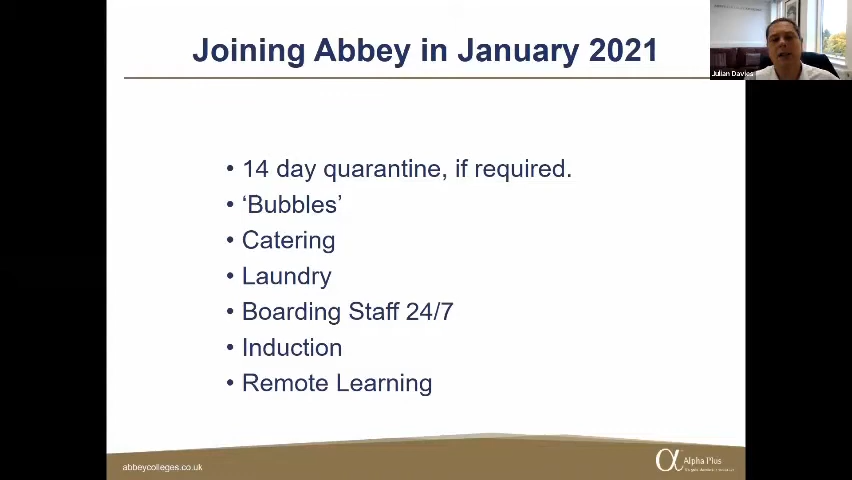 Joining Abbey in January 2021
Julian Davies
• 14 day quarantine, if required.
• ‘Bubbles’
• Catering
• Laundry
• Boarding Staff 24/7
• Induction
• Remote Learning
abbeycolleges.co.uk
Alpha Plus